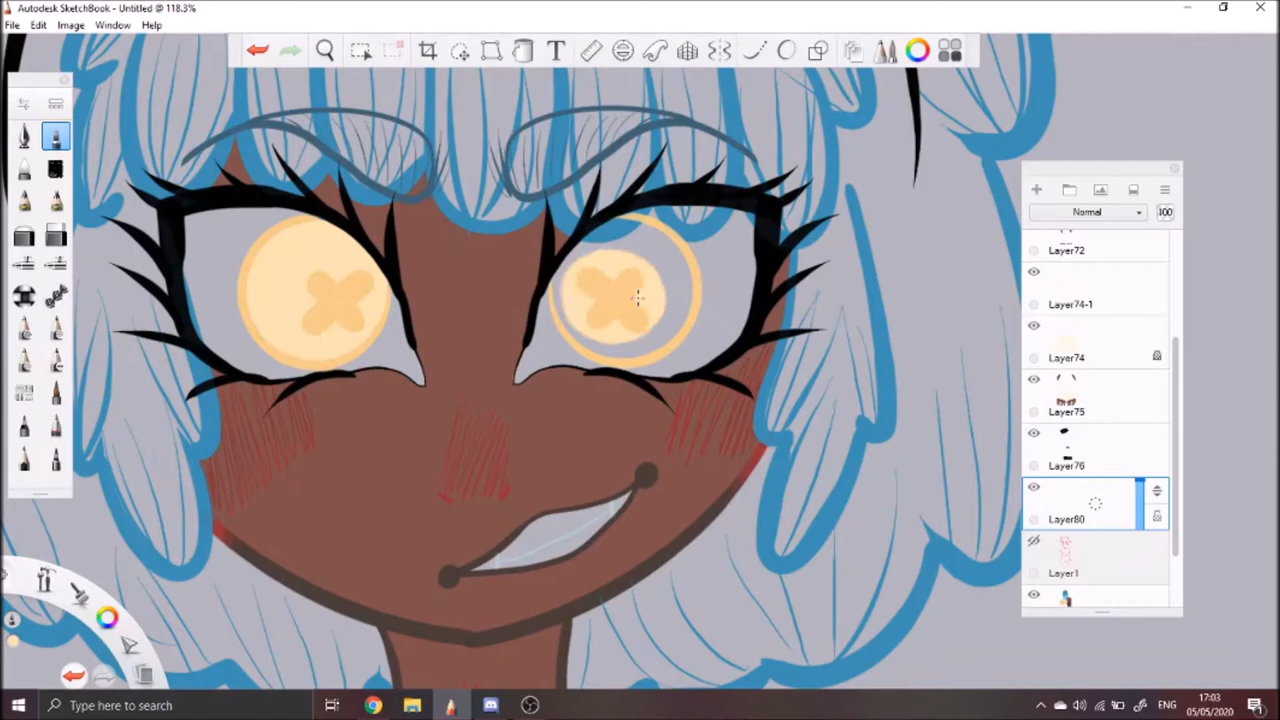 Autodesk SketchBook - Untitled @ 118.3%
File Edit Image Window Help
T
Normal 100
Layer72
Layer74-1
Layer74
Layer75
Layer76
Layer80
Layer1
Type here to search
ENG
17:03
05/05/2020
1